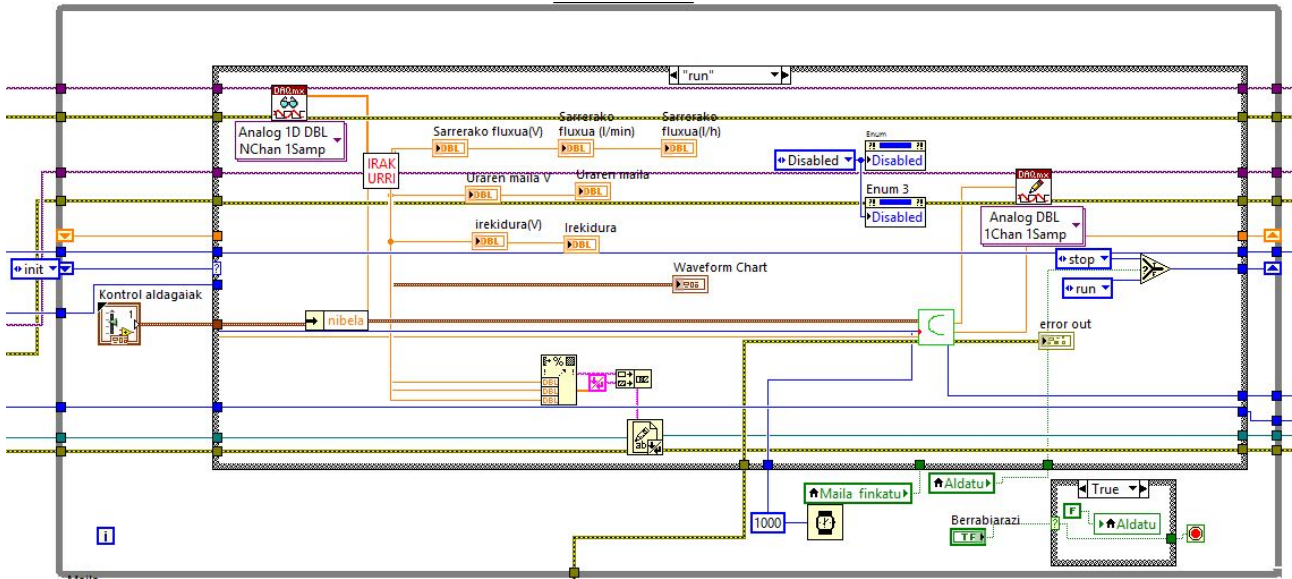 "run"
DAQmx
Analog 1D DBL
NChan 1Samp
Sarrerako fluxua(V)
DBL
Sarrerako
fluxua (l/min)
DBL
Sarrerako
fluxua(l/h)
DBL
IRAK
URRI
Uraren maila V
DBL
Uraren maila
DBL
irekidura(V)
DBL
Irekidura
DBL
Disabled
Enum
Disabled
Enum 3
Disabled
DAQmx
Analog DBL
1Chan 1Samp
init
stop
run
Kontrol aldagaiak
1
nibela
Waveform Chart
C
error out
%
DBL
DBL
DBL
ab
Maila finkatu
Aldatu
1000
True
F
Aldatu
Berrabiarazi
TF
i